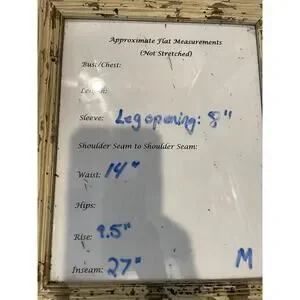 Approximate Flat Measurements
(Not Stretched)
Bust/Chest:
Length:
Sleeve: Leg opening: 8"
Shoulder Seam to Shoulder Seam:
Waist: 14"
Hips:
Rise: 9.5"
Inseam: 27" M